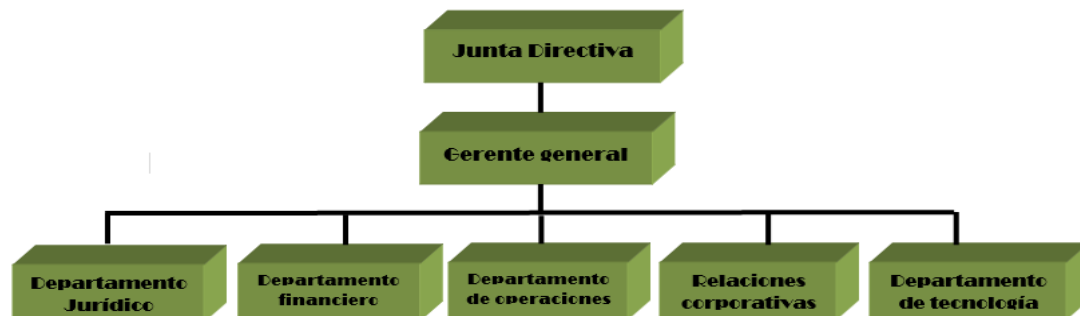 Junta Directiva
Gerente general
Departamento
Jurídico
Departamento
financiero
Departamento
de operaciones
Relaciones
corporativas
Departamento
de tecnología